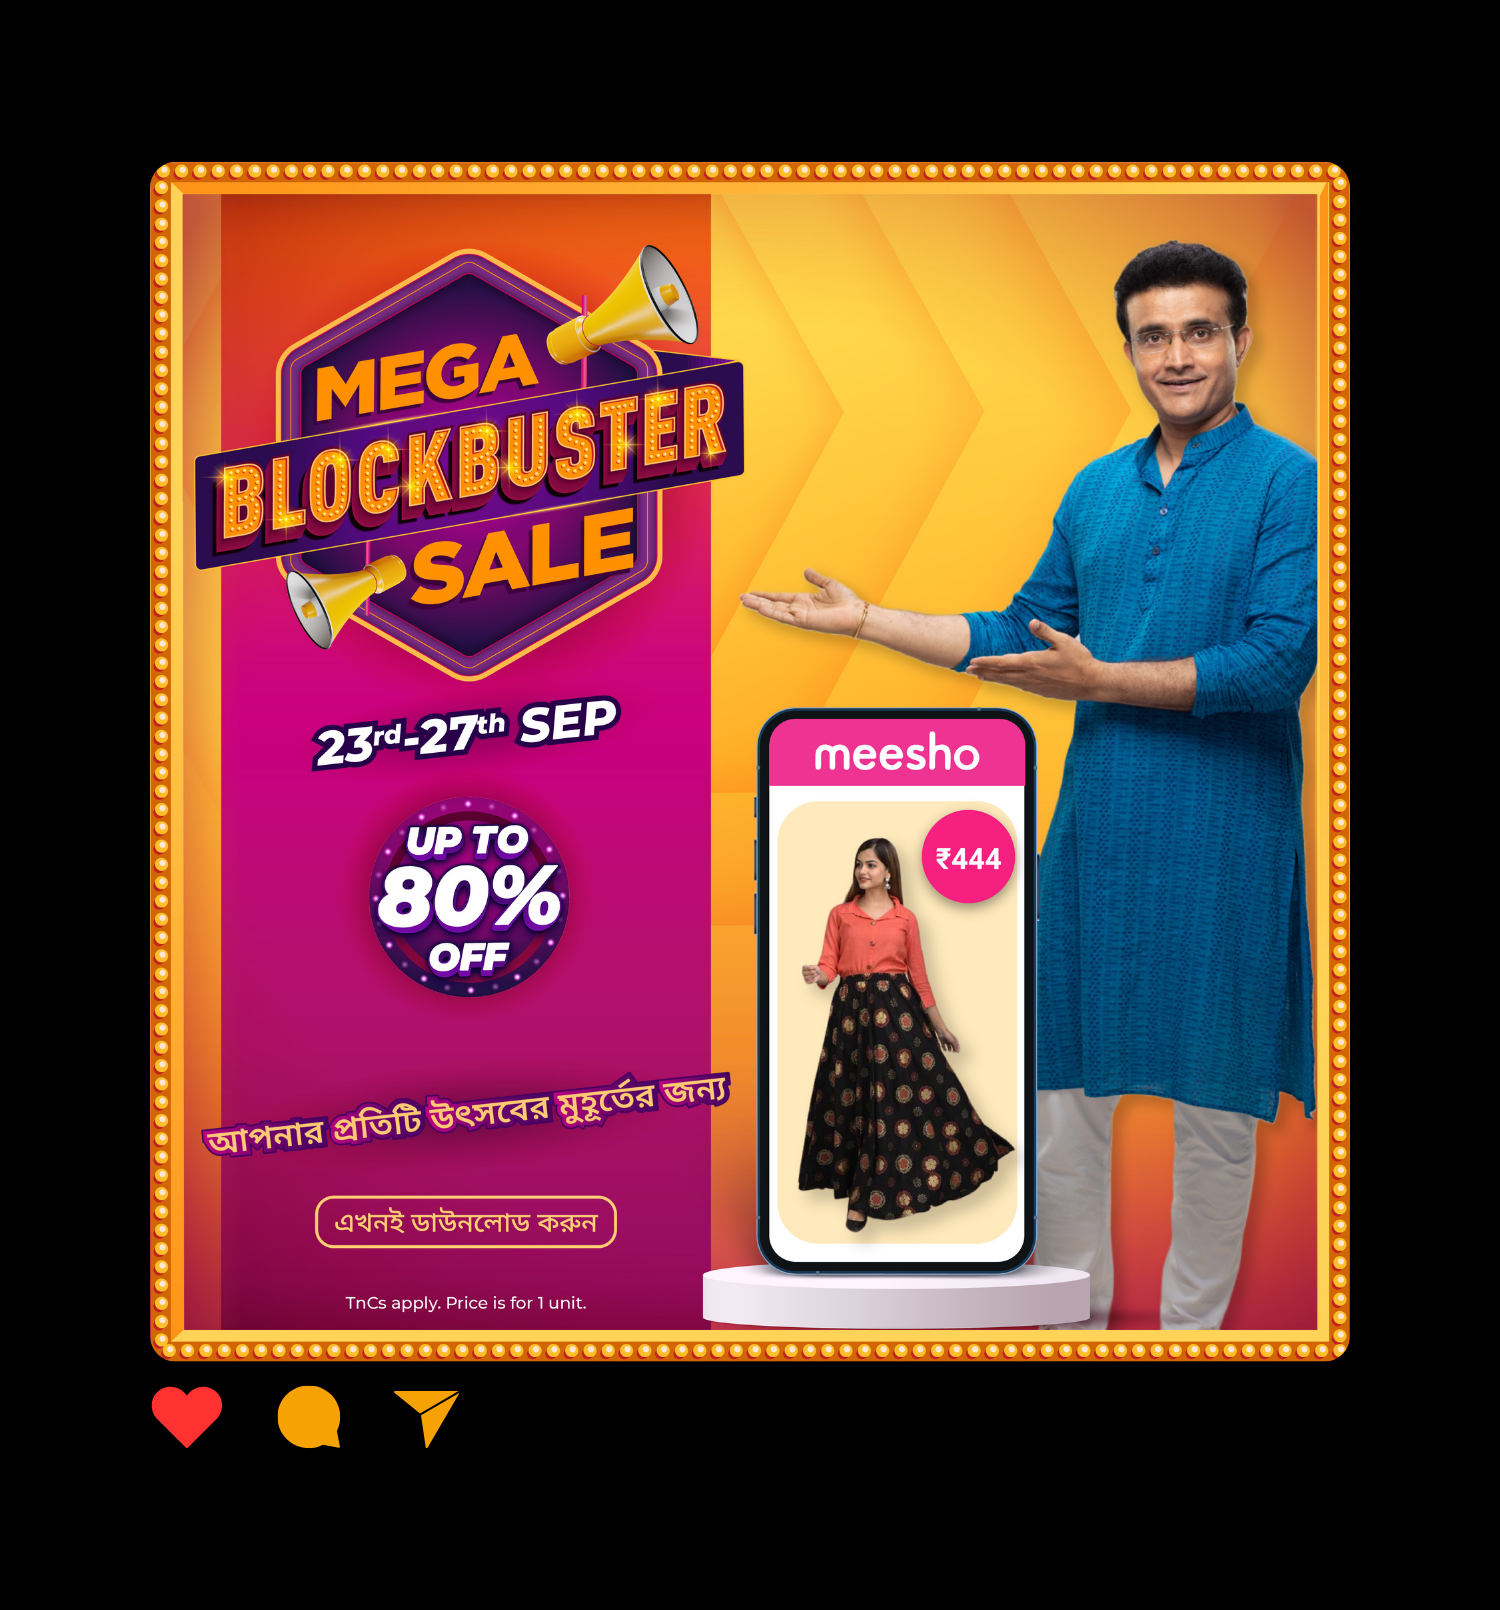 MEGA
BLOCKBUSTER
SALE
23rd-27th SEP
UP TO
80%
OFF
আপনার প্রতিটি উৎসবের মুহূর্তের জন্য
এখনই ডাউনলোড করুন
TnCs apply. Price is for 1 unit.
meesho
₹444